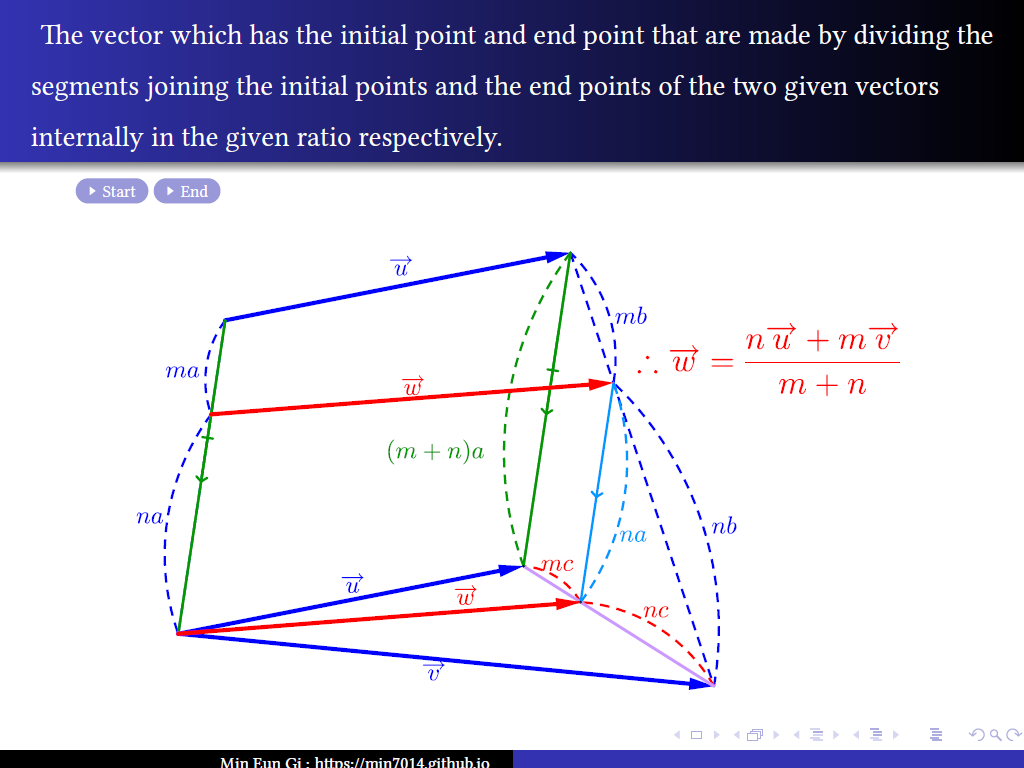 The vector which has the initial point and end point that are made by dividing the
segments joining the initial points and the end points of the two given vectors
internally in the given ratio respectively.
Start End
$\overrightarrow{u}$
mb
ma
$\therefore \overrightarrow{w} = \frac{n\overrightarrow{u} + m\overrightarrow{v}}{m + n}$
$\overrightarrow{w}$
(m + n)a
na
nb
na
mc
$\overrightarrow{u}$
$\overrightarrow{w}$
nc
$\overrightarrow{v}$
Min Eun Gi : https://min7014.github.io